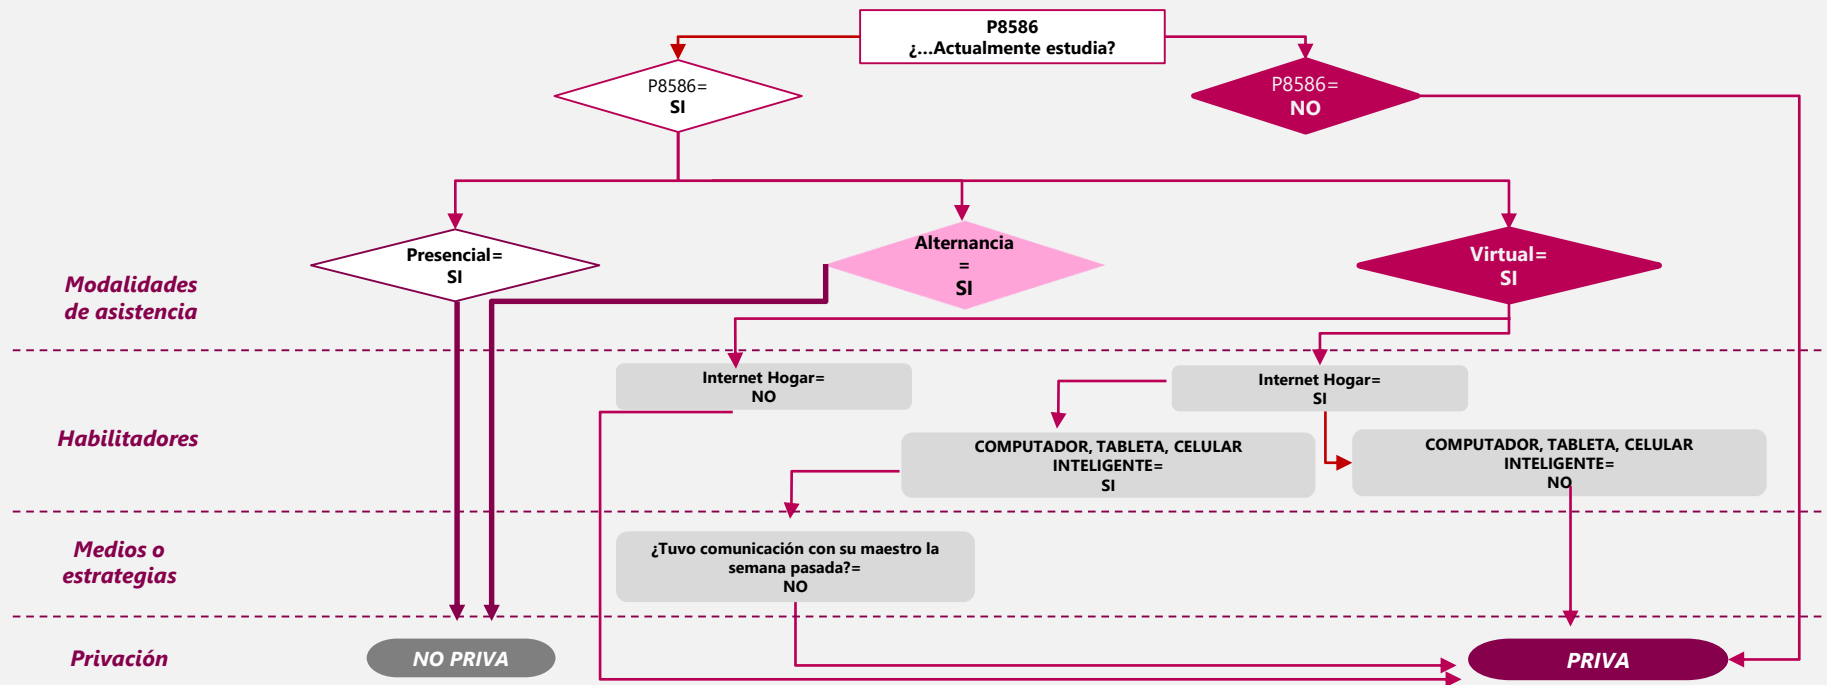 P8586
¿...Actualmente estudia?
P8586=
SI
P8586=
NO
Modalidades
de asistencia
Presencial=
SI
Alternancia
=
SI
Virtual=
SI
Habilitadores
Internet Hogar=
NO
Internet Hogar=
SI
COMPUTADOR, TABLETA, CELULAR
INTELIGENTE=
SI
COMPUTADOR, TABLETA, CELULAR
INTELIGENTE=
NO
Medios o
estrategias
¿Tuvo comunicación con su maestro la
semana pasada?=
NO
Privación
NO PRIVA
PRIVA